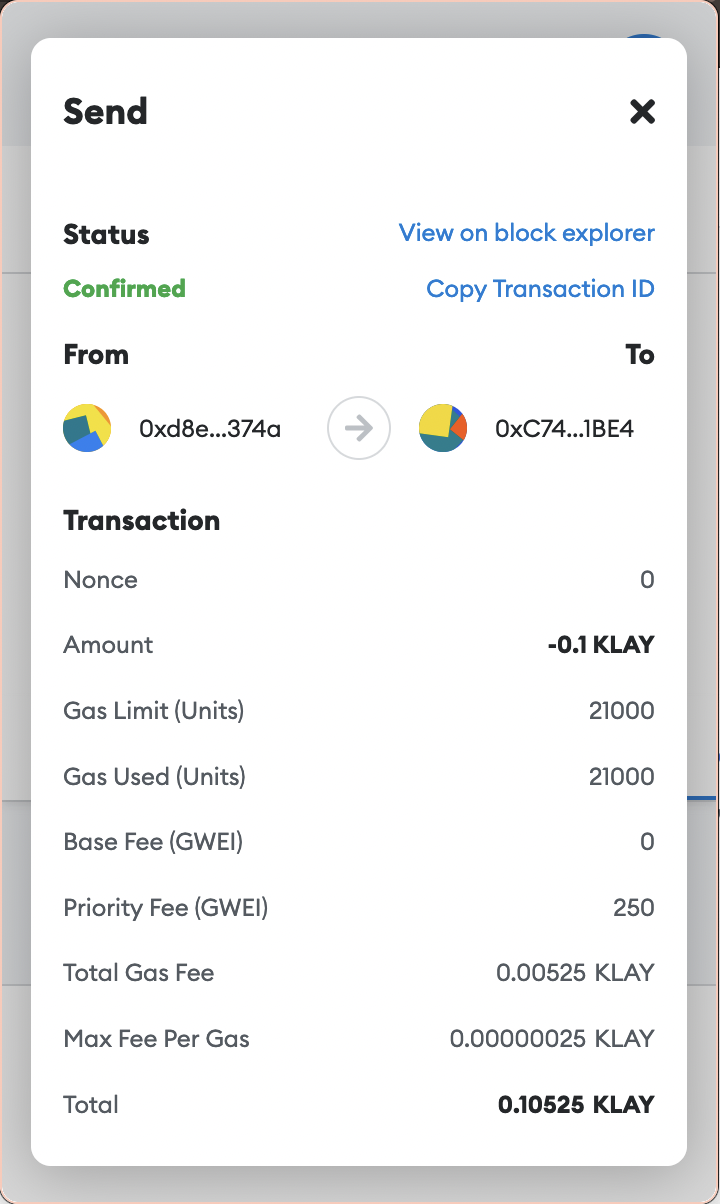 Send
Status View on block explorer
Confirmed Copy Transaction ID
From To
0xd8e...374a 0xC74...1BE4
Transaction
Nonce 0
Amount -0.1 KLAY
Gas Limit (Units) 21000
Gas Used (Units) 21000
Base Fee (GWEI) 0
Priority Fee (GWEI) 250
Total Gas Fee 0.00525 KLAY
Max Fee Per Gas 0.00000025 KLAY
Total 0.10525 KLAY